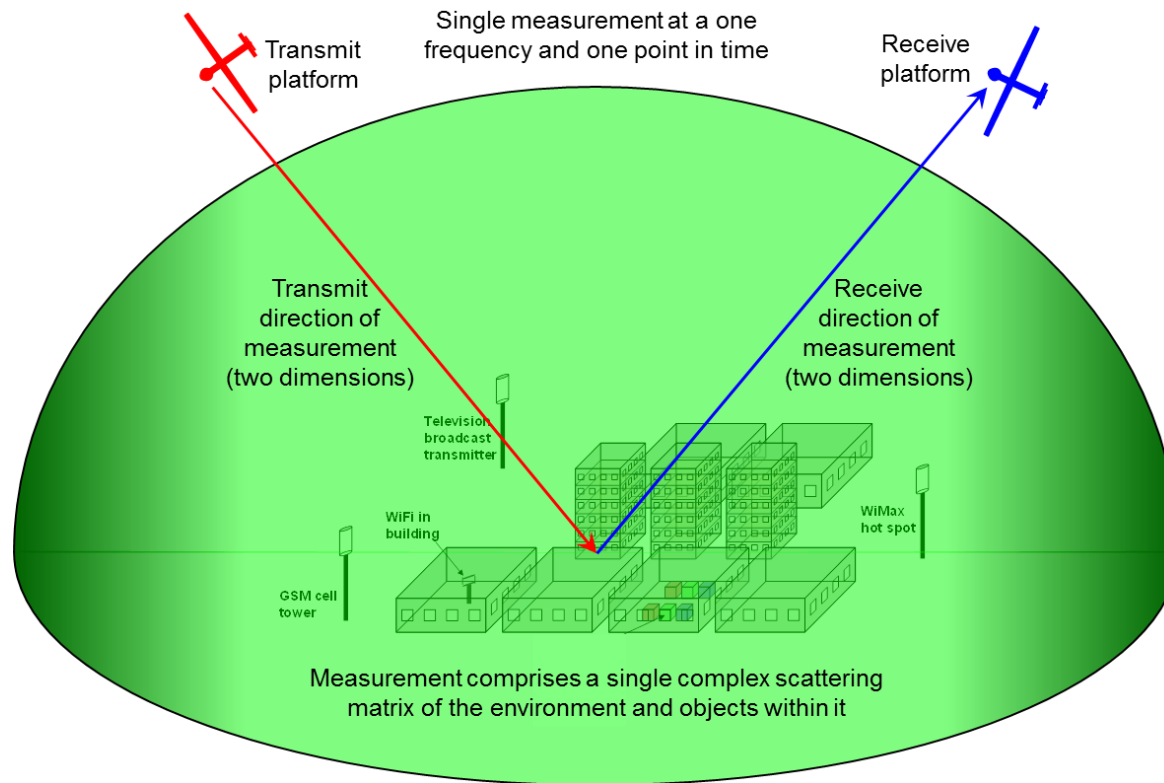 Single measurement at a one
frequency and one point in time
Transmit
platform
Receive
platform
Transmit
direction of
measurement
(two dimensions)
Receive
direction of
measurement
(two dimensions)
Television
broadcast
transmitter
WiFi in
building
WiMax
hot spot
GSM cell
tower
Measurement comprises a single complex scattering
matrix of the environment and objects within it